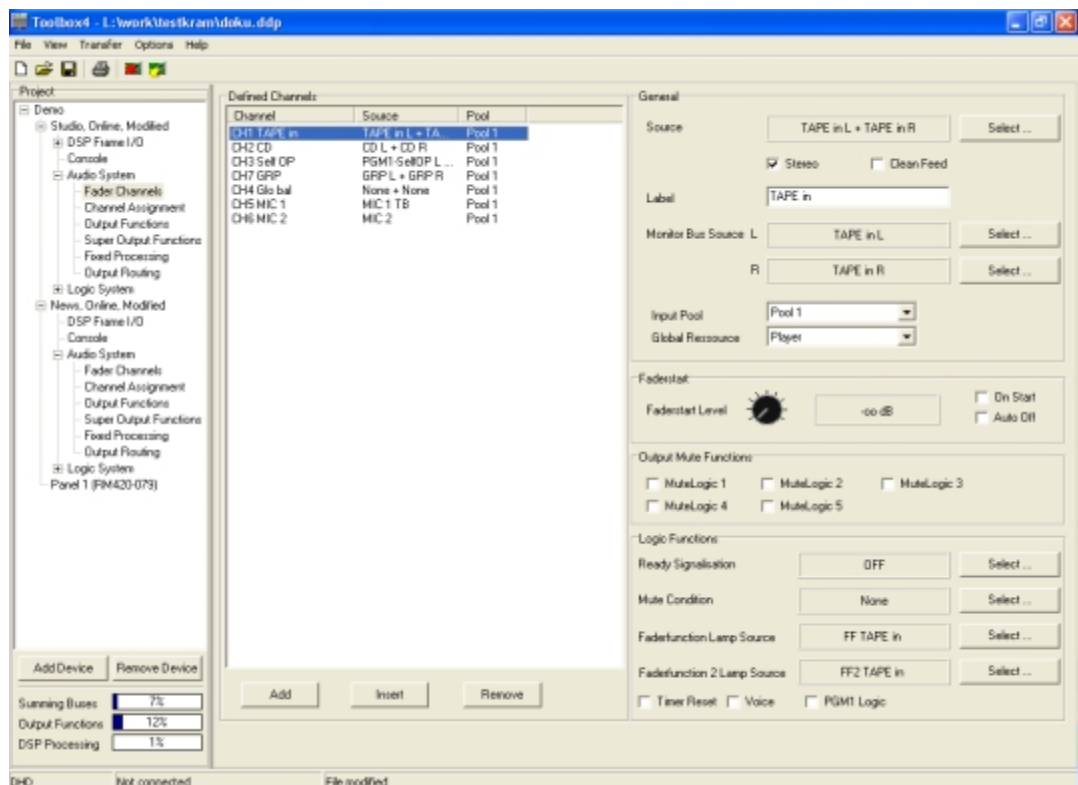 Toolbox4 - L:\work\testkram\doku.ddp
File View Transfer Options Help
Project
Demo
Studio, Online, Modified
DSP Frame I/O
Console
Audio System
Fader Channels
Channel Assignment
Output Functions
Super Output Functions
Fixed Processing
Output Routing
Logic System
News, Online, Modified
DSP Frame I/O
Console
Audio System
Fader Channels
Channel Assignment
Output Functions
Super Output Functions
Fixed Processing
Output Routing
Logic System
Panel 1 (RM420-079)
Add Device Remove Device
Summing Buses 7%
Output Functions 12%
DSP Processing 1%
Defined Channels
Channel Source Pool
CH1 TAPE in TAPE in L + TA... Pool 1
CH2 CD CD L + CD R Pool 1
CH3 Self OP PGM1-SelfOP L ... Pool 1
CH7 GRP GRP L + GRP R Pool 1
CH4 Glo bal None + None Pool 1
CH5 MIC 1 MIC 1 TB Pool 1
CH6 MIC 2 MIC 2 Pool 1
Add Insert Remove
General
Source TAPE in L + TAPE in R Select ...
Stereo Clean Feed
Label TAPE in
Monitor Bus Source L TAPE in L Select ...
R TAPE in R Select ...
Input Pool Pool 1
Global Ressource Player
Faderstart
Faderstart Level -oo dB On Start
Auto Off
Output Mute Functions
MuteLogic 1 MuteLogic 2 MuteLogic 3
MuteLogic 4 MuteLogic 5
Logic Functions
Ready Signalisation OFF Select ...
Mute Condition None Select ...
Faderfunction Lamp Source FF TAPE in Select ...
Faderfunction 2 Lamp Source FF2 TAPE in Select ...
Timer Reset Voice PGM1 Logic
DHD Not connected File modified